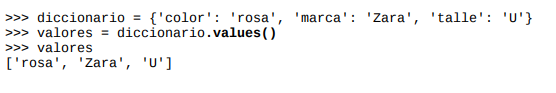 >>> diccionario = {'color': 'rosa', 'marca': 'Zara', 'talle': 'U'}
>>> valores = diccionario.values()
>>> valores
['rosa', 'Zara', 'U']